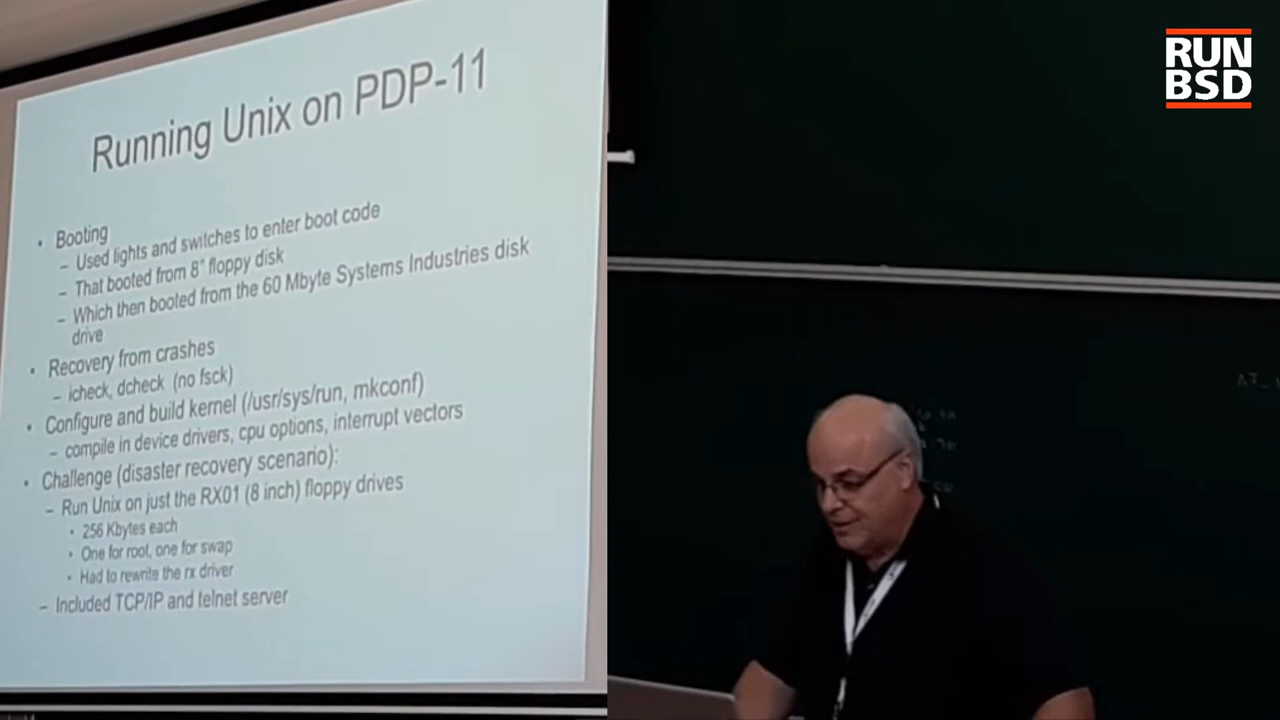 RUN
BSD
Running Unix on PDP-11
• Booting
– Used lights and switches to enter boot code
– That booted from 8" floppy disk
– Which then booted from the 60 Mbyte Systems Industries disk
drive
• Recovery from crashes
– icheck, dcheck (no fsck)
• Configure and build kernel (/usr/sys/run, mkconf)
– compile in device drivers, cpu options, interrupt vectors
• Challenge (disaster recovery scenario):
– Run Unix on just the RX01 (8 inch) floppy drives
• 256 Kbytes each
• One for root, one for swap
• Had to rewrite the rx driver
– Included TCP/IP and telnet server